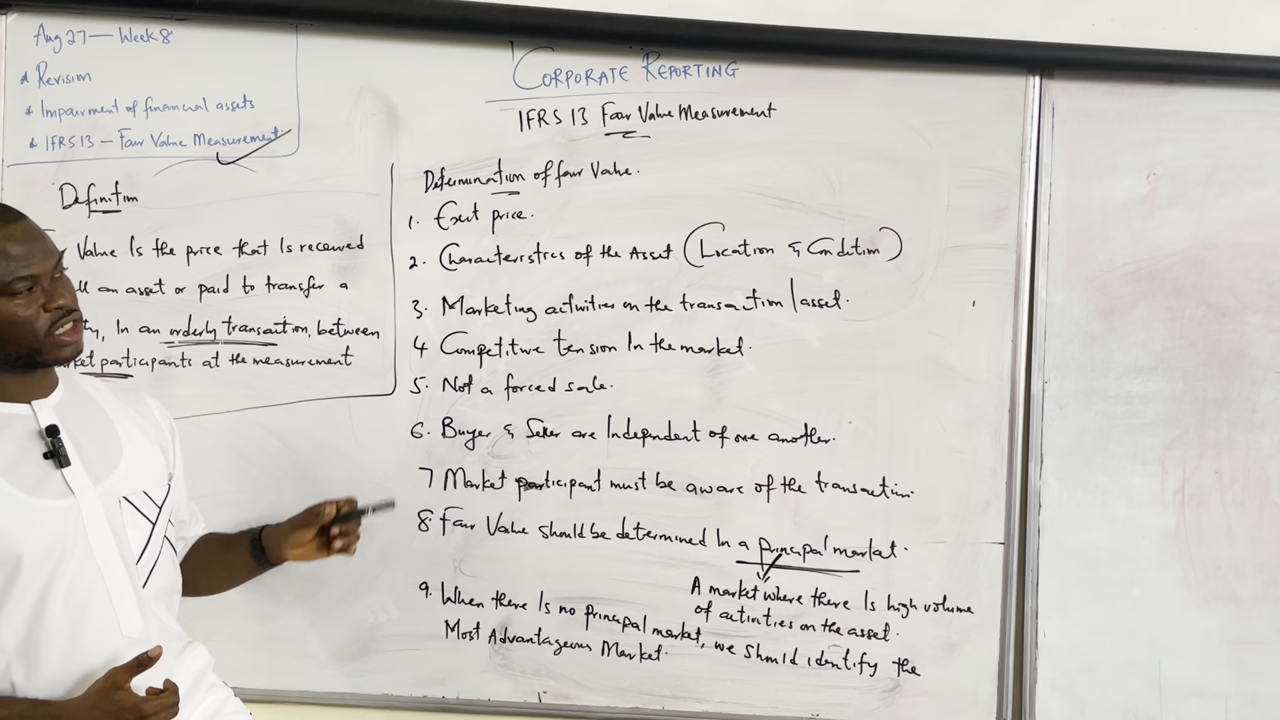 Aug 27 — Week 8
Revision
Impairment of financial assets
IFRS 13 – Fair Value Measurement
CORPORATE REPORTING
IFRS 13 Fair Value Measurement
Definition
Value Is the price that Is received
an asset or paid to transfer a
In an orderly transaction, between
participants at the measurement
Determination of fair Value.
1. Exit price.
2. Characteristics of the Asset (Location & Condition)
3. Marketing activities on the transaction / asset.
4 Competitive tension In the market.
5. Not a forced sale.
6. Buyer & Seller are Independent of one another.
7 Market participant must be aware of the transaction.
8. Fair Value should be determined In a principal market.
A market where there Is high volume
of activities on the asset.
9. When there Is no principal market, we should identify the
Most Advantageous Market.